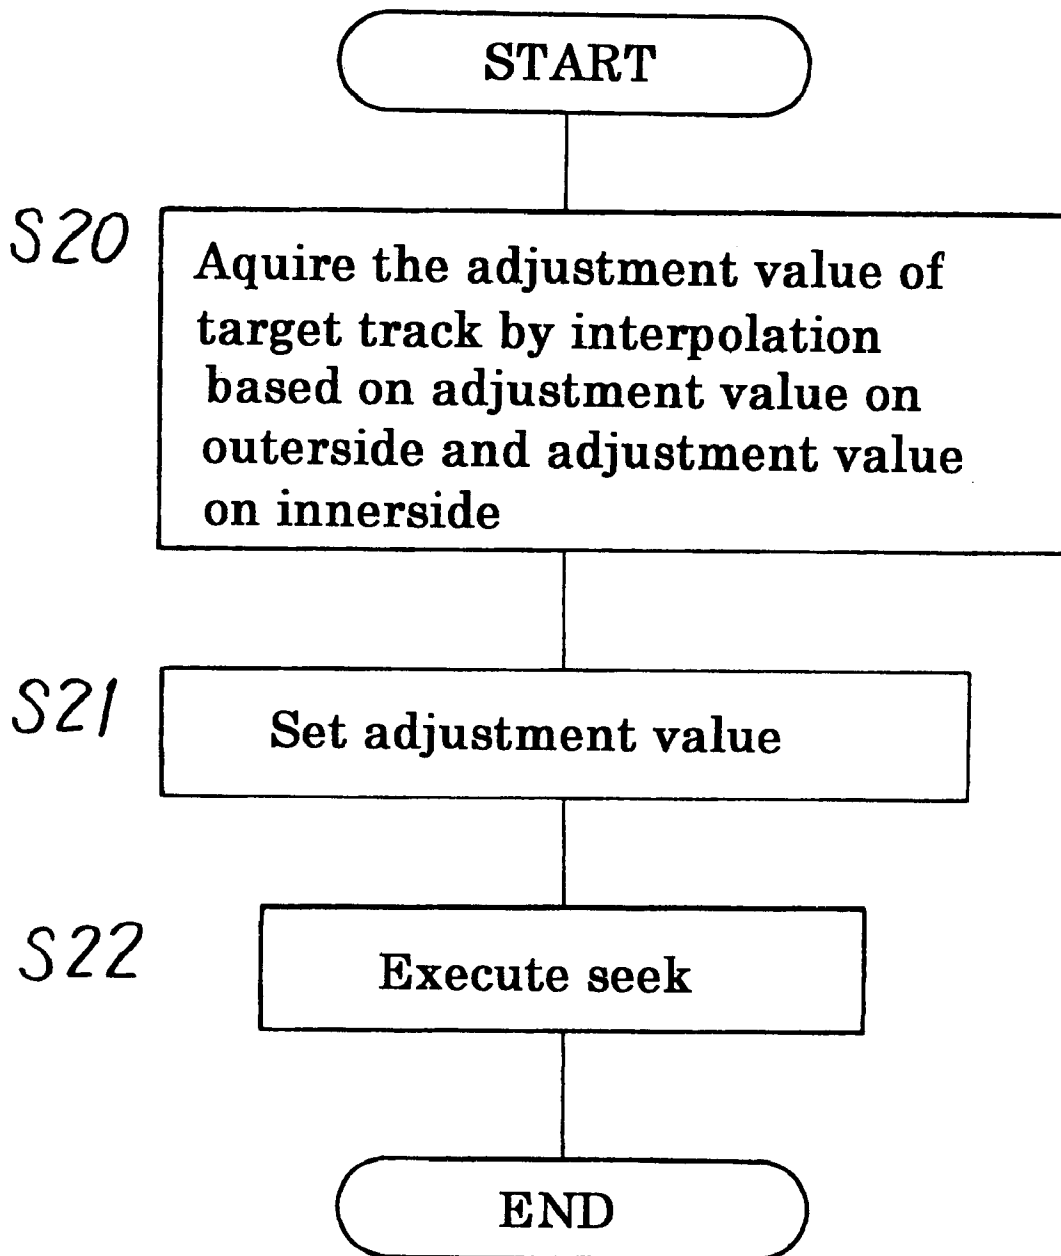 START
S20
Aquire the adjustment value of
target track by interpolation
based on adjustment value on
outerside and adjustment value
on innerside
S21
Set adjustment value
S22
Execute seek
END